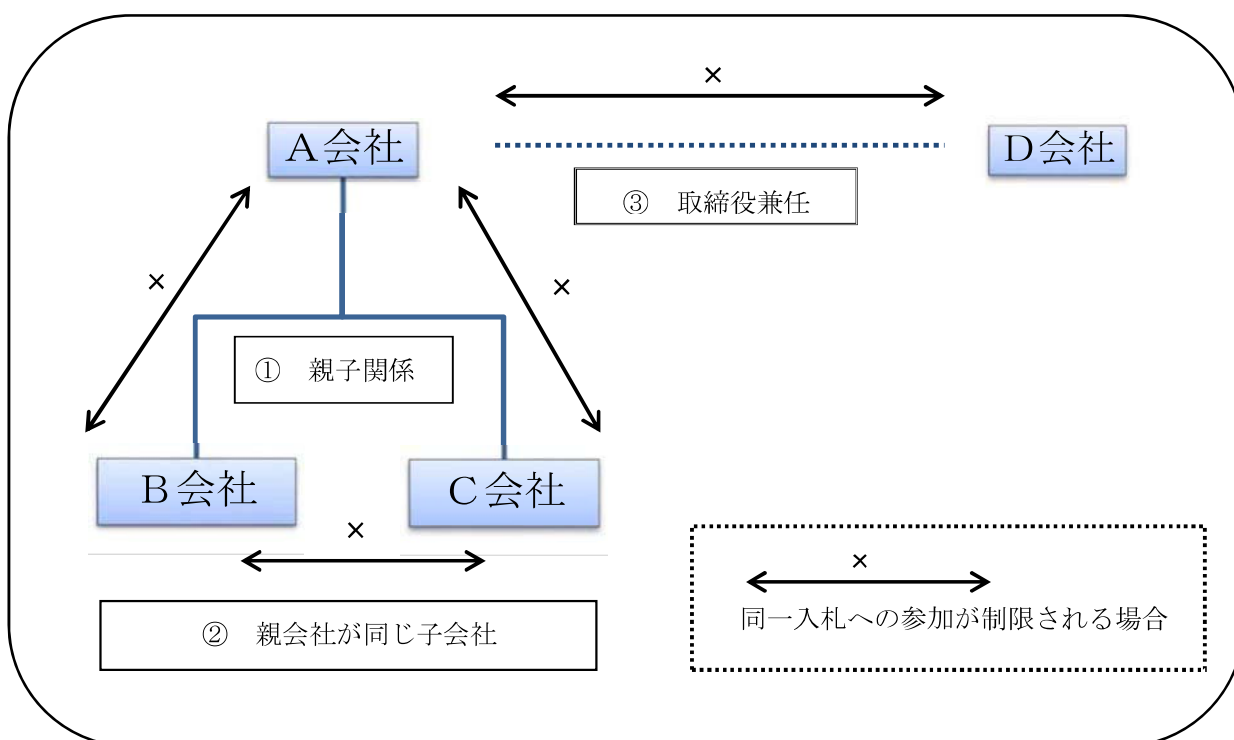 ×
A会社
D会社
③ 取締役兼任
×
×
① 親子関係
B会社
C会社
×
② 親会社が同じ子会社
×
同一入札への参加が制限される場合